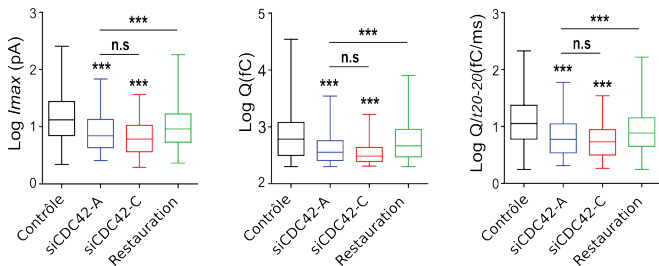 3
2
1
0
Log Imax (pA)
***
n.s
***
***
Contrôle
siCDC42-A
siCDC42-C
Restauration
5
4
3
2
Log Q(fC)
***
n.s
***
***
Contrôle
siCDC42-A
siCDC42-C
Restauration
3
2
1
0
Log Q/t20-20(fC/ms)
***
n.s
***
***
Contrôle
siCDC42-A
siCDC42-C
Restauration